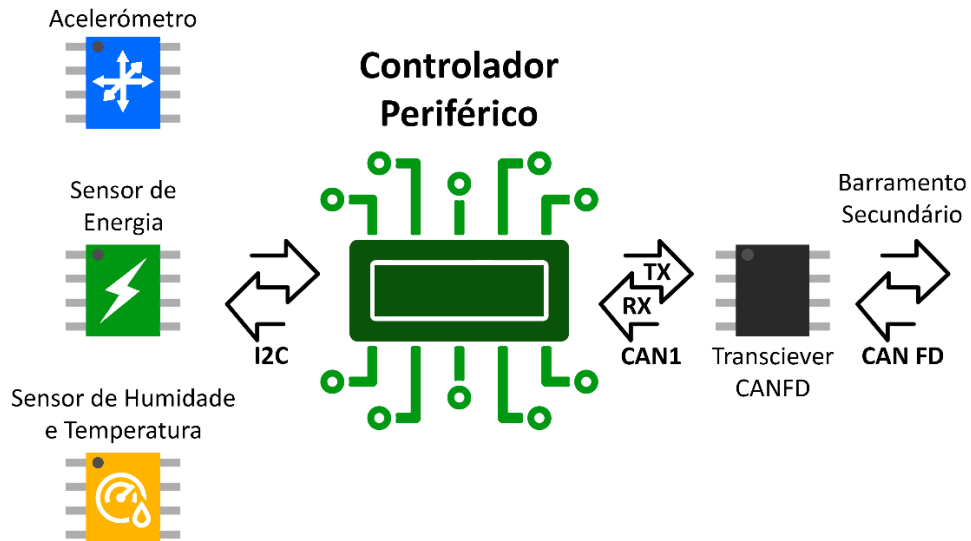 Acelerómetro
Controlador
Periférico
Sensor de
Energia
I2C
TX
RX
CAN1
Transciever
CANFD
Barramento
Secundário
CAN FD
Sensor de Humidade
e Temperatura